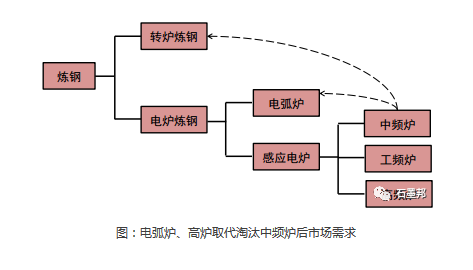 转炉炼钢
炼钢
电弧炉
电炉炼钢
中频炉
感应电炉
工频炉
石墨邦
图：电弧炉、高炉取代淘汰中频炉后市场需求